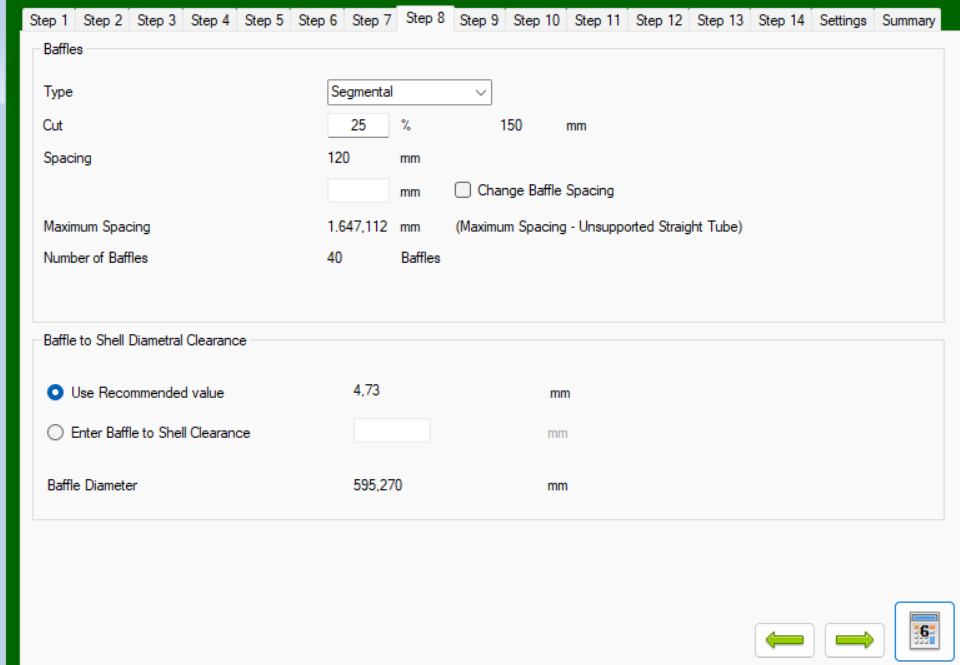 Step 1 Step 2 Step 3 Step 4 Step 5 Step 6 Step 7 Step 8 Step 9 Step 10 Step 11 Step 12 Step 13 Step 14 Settings Summary
Baffles
Type Segmental
Cut 25 % 150 mm
Spacing 120 mm
mm Change Baffle Spacing
Maximum Spacing 1.647,112 mm (Maximum Spacing - Unsupported Straight Tube)
Number of Baffles 40 Baffles
Baffle to Shell Diametral Clearance
Use Recommended value 4,73 mm
Enter Baffle to Shell Clearance mm
Baffle Diameter 595,270 mm
6